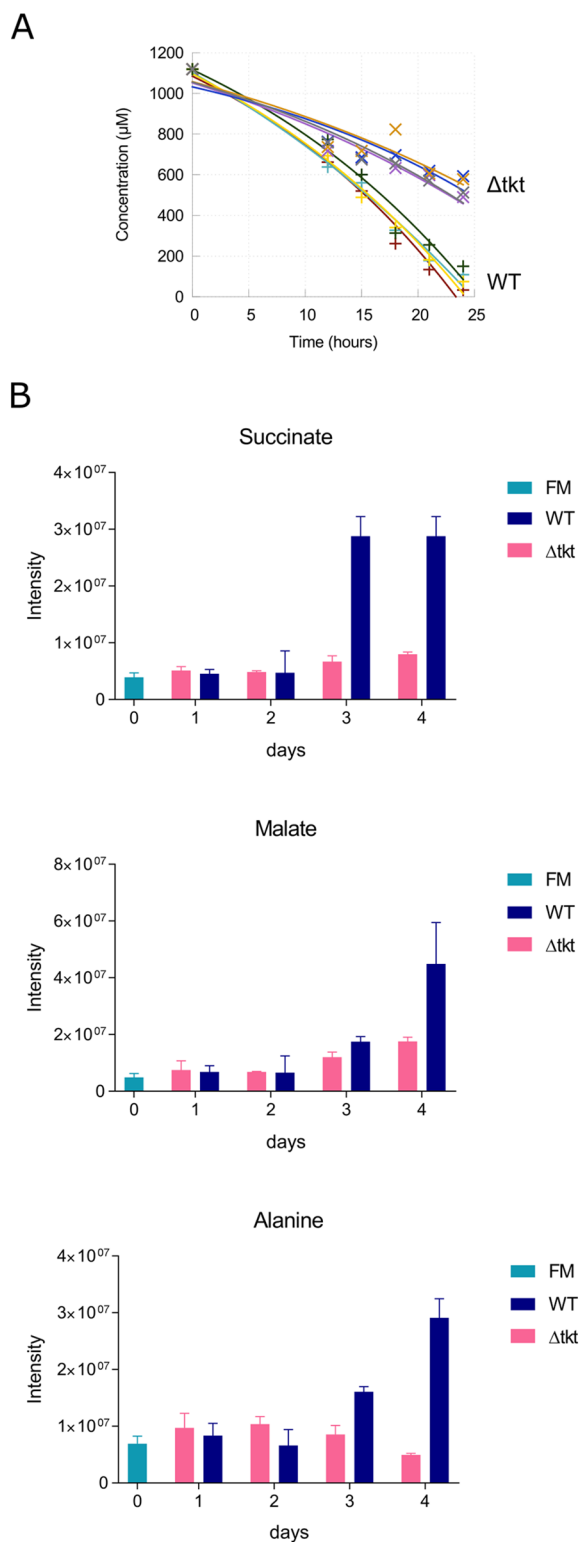 A
1200
1000
800
600
400
200
0
Concentration (µM)
0 5 10 15 20 25
Time (hours)
Δtkt
WT
B
Succinate
4×10⁰⁷
3×10⁰⁷
2×10⁰⁷
1×10⁰⁷
0
Intensity
0 1 2 3 4
days
FM
WT
Δtkt
Malate
8×10⁰⁷
6×10⁰⁷
4×10⁰⁷
2×10⁰⁷
0
Intensity
0 1 2 3 4
days
FM
WT
Δtkt
Alanine
4×10⁰⁷
3×10⁰⁷
2×10⁰⁷
1×10⁰⁷
0
Intensity
0 1 2 3 4
days
FM
WT
Δtkt